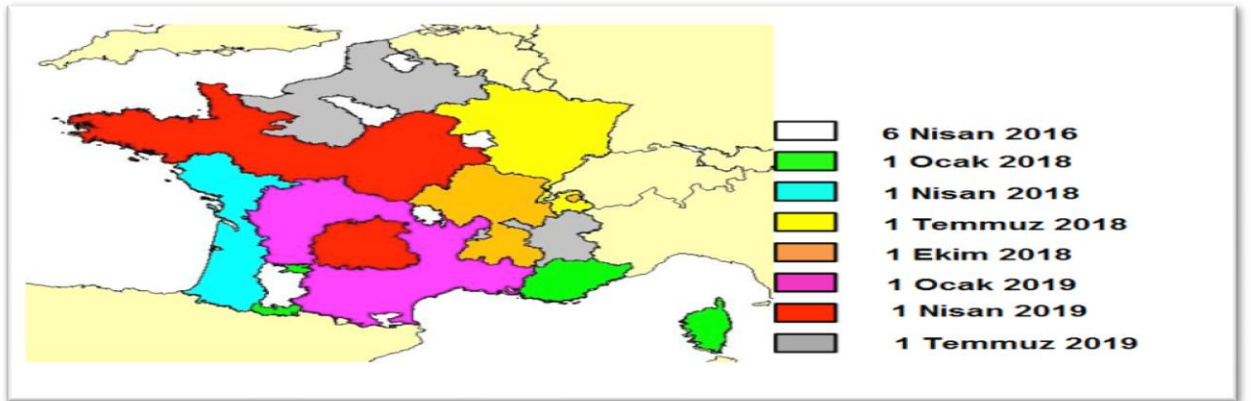 6 Nisan 2016
1 Ocak 2018
1 Nisan 2018
1 Temmuz 2018
1 Ekim 2018
1 Ocak 2019
1 Nisan 2019
1 Temmuz 2019